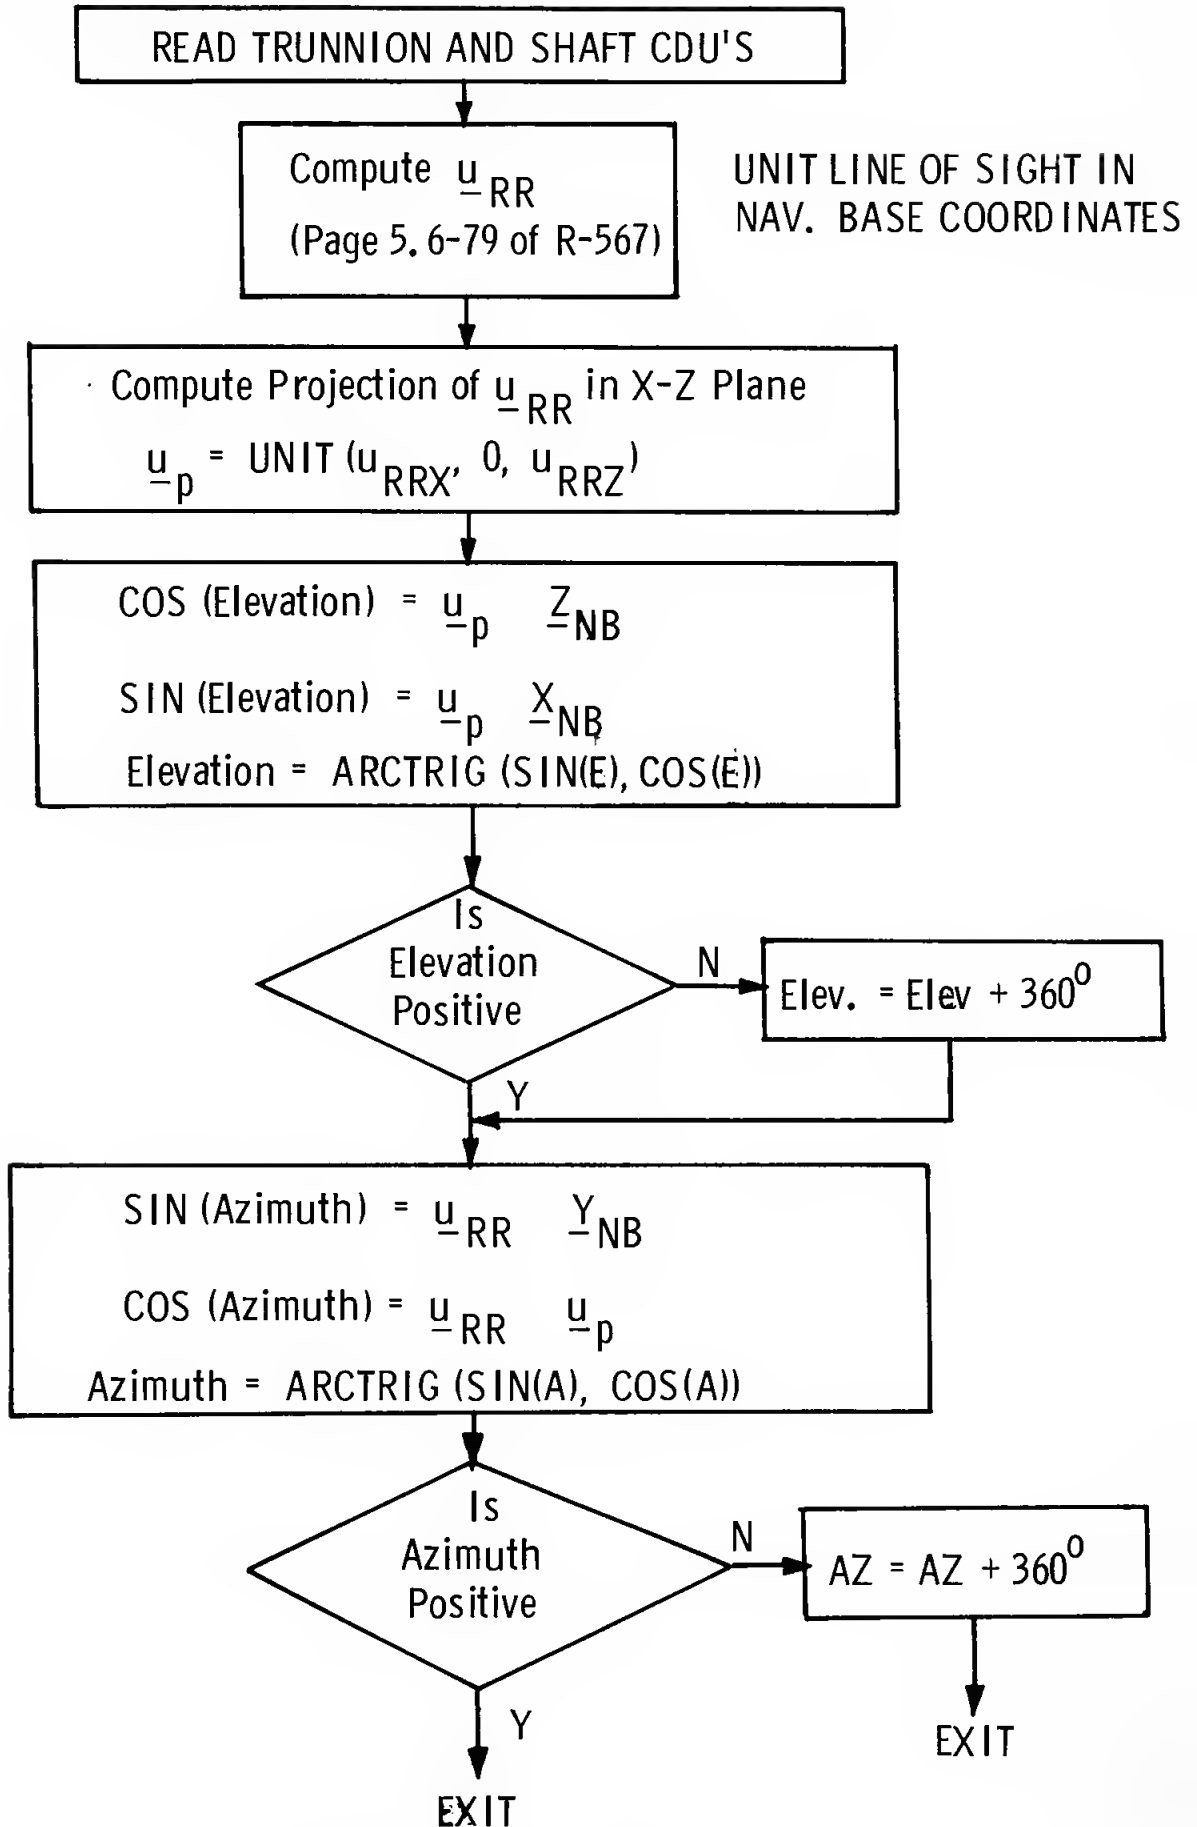 READ TRUNNION AND SHAFT CDU'S
Compute u RR
(Page 5.6-79 of R-567)
UNIT LINE OF SIGHT IN
NAV. BASE COORDINATES
Compute Projection of u RR in X-Z Plane
u p = UNIT (u RRX, 0, u RRZ)
COS (Elevation) = u p Z NB
SIN (Elevation) = u p X NB
Elevation = ARCTRIG (SIN(E), COS(E))
Is
Elevation
Positive
N
Elev. = Elev + 360⁰
Y
SIN (Azimuth) = u RR Y NB
COS (Azimuth) = u RR u p
Azimuth = ARCTRIG (SIN(A), COS(A))
Is
Azimuth
Positive
N
AZ = AZ + 360⁰
Y
EXIT
EXIT